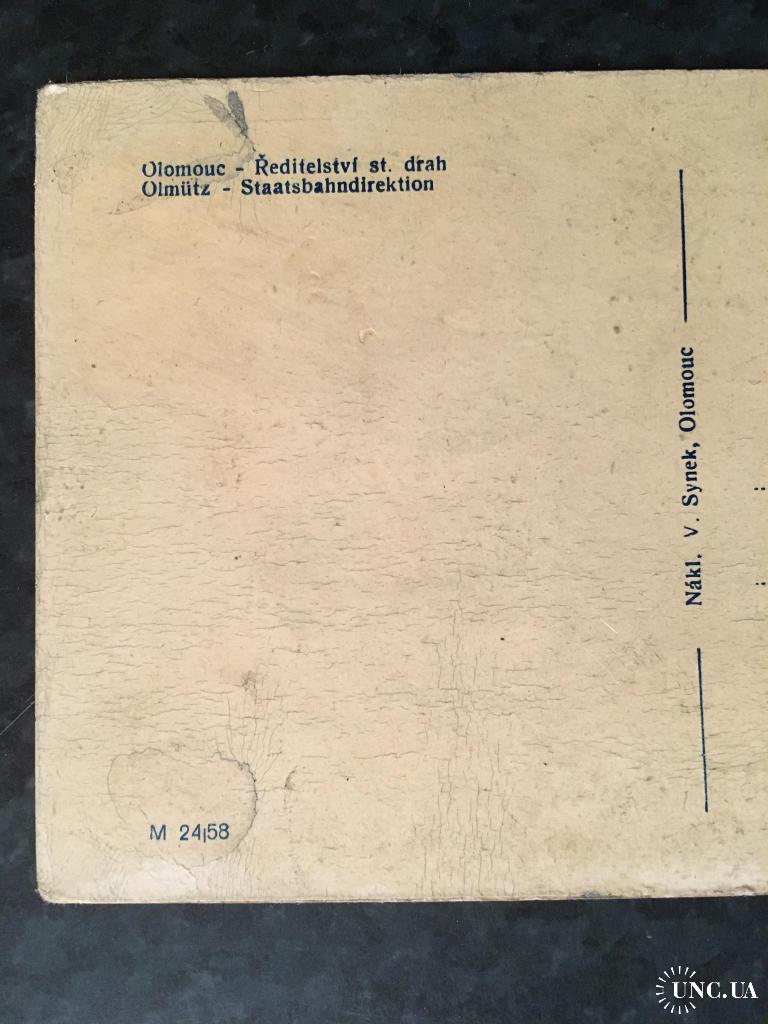 Olomouc - Ředitelství st. drah
Olmütz - Staatsbahndirektion
Nákl. V. Synek, Olomouc
M 24|58
UNC.UA